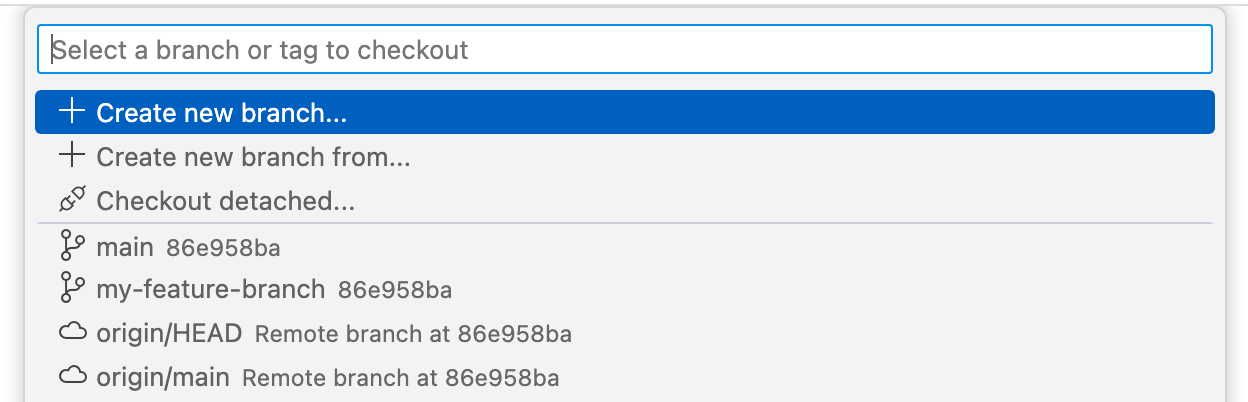 Select a branch or tag to checkout
Create new branch...
Create new branch from...
Checkout detached...
main 86e958ba
my-feature-branch 86e958ba
origin/HEAD Remote branch at 86e958ba
origin/main Remote branch at 86e958ba